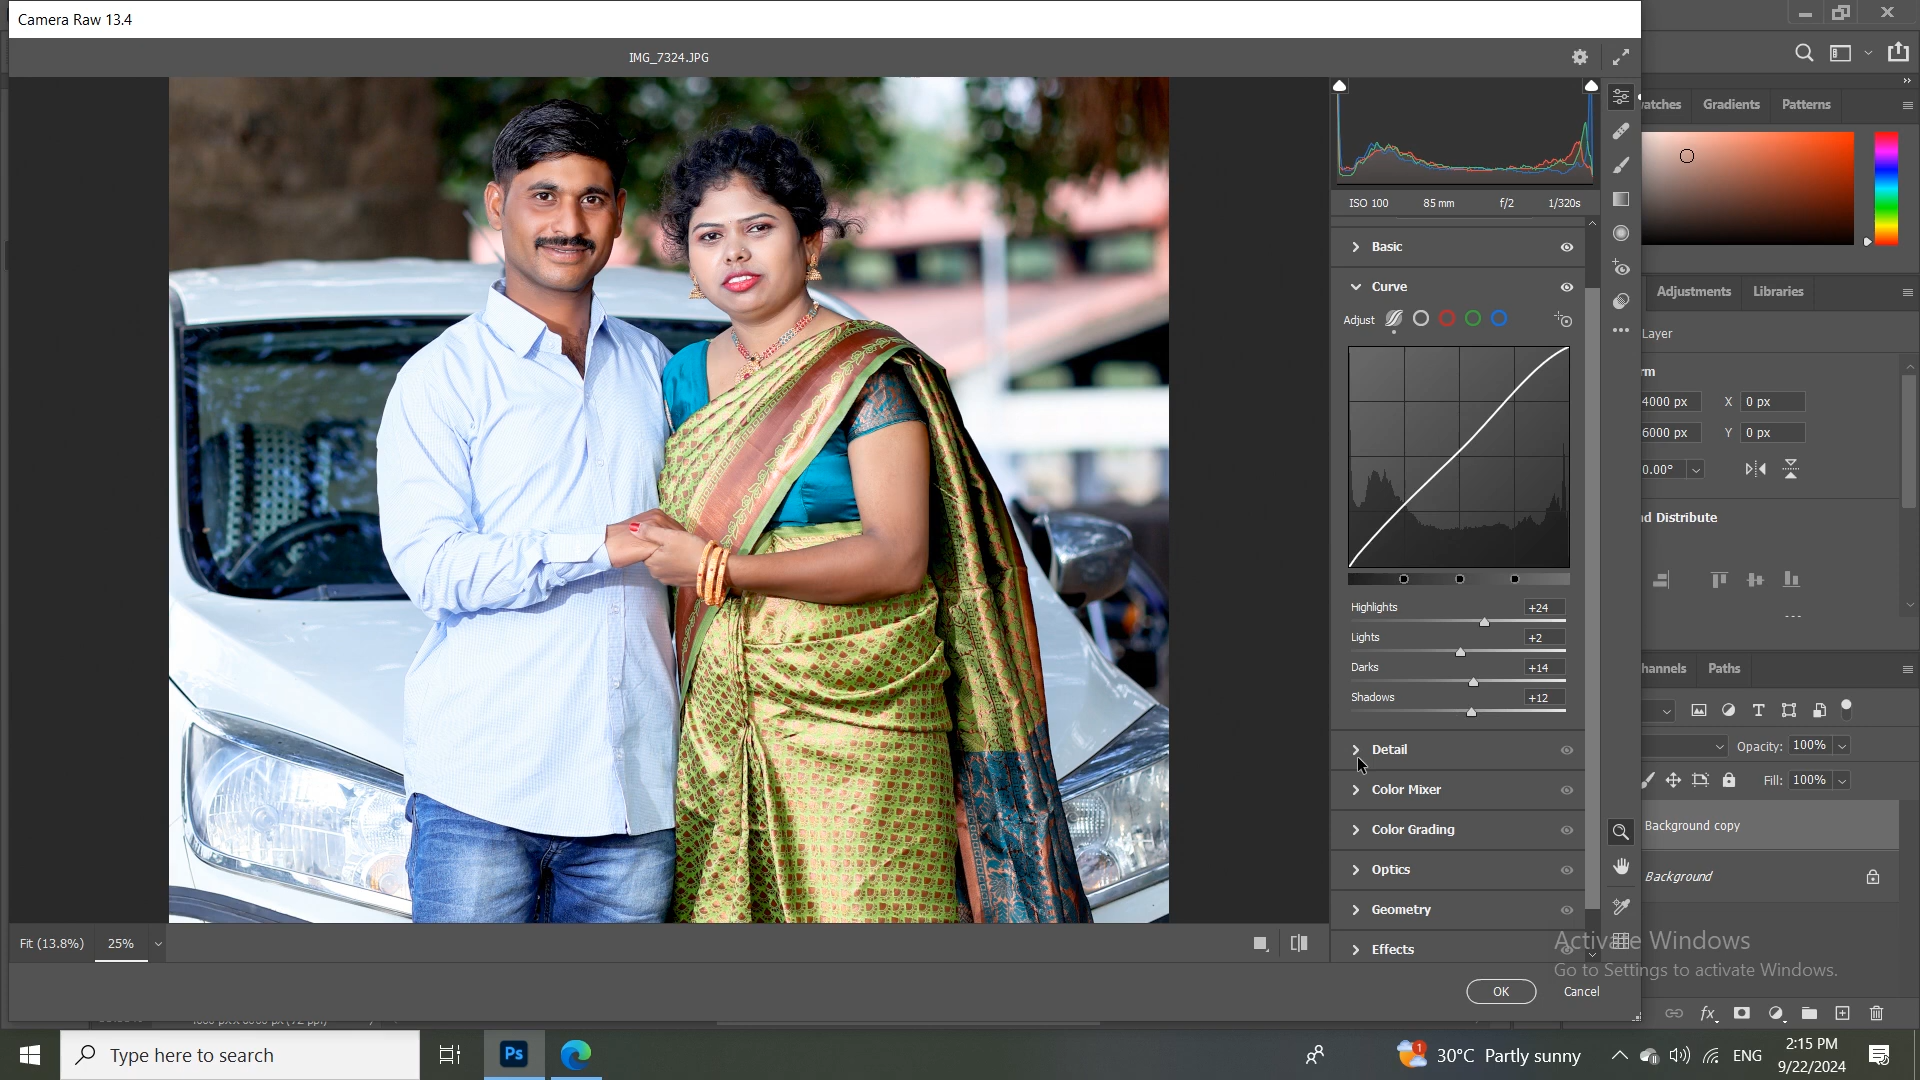 Camera Raw 13.4
IMG_7324.JPG
ISO 100 85 mm f/2 1/320s
Basic
Curve
Adjust
Highlights +24
Lights +2
Darks +14
Shadows +12
Detail
Color Mixer
Color Grading
Optics
Geometry
Effects
Fit (13.8%) 25%
OK Cancel
Gradients Patterns
Adjustments Libraries
Layer
4000 px X 0 px
6000 px Y 0 px
0.00°
Distribute
Paths
Opacity: 100%
Fill: 100%
Background copy
Background
Activate Windows
Go to Settings to activate Windows.
fx
Type here to search
Ps
1
30°C Partly sunny
ENG
2:15 PM
9/22/2024